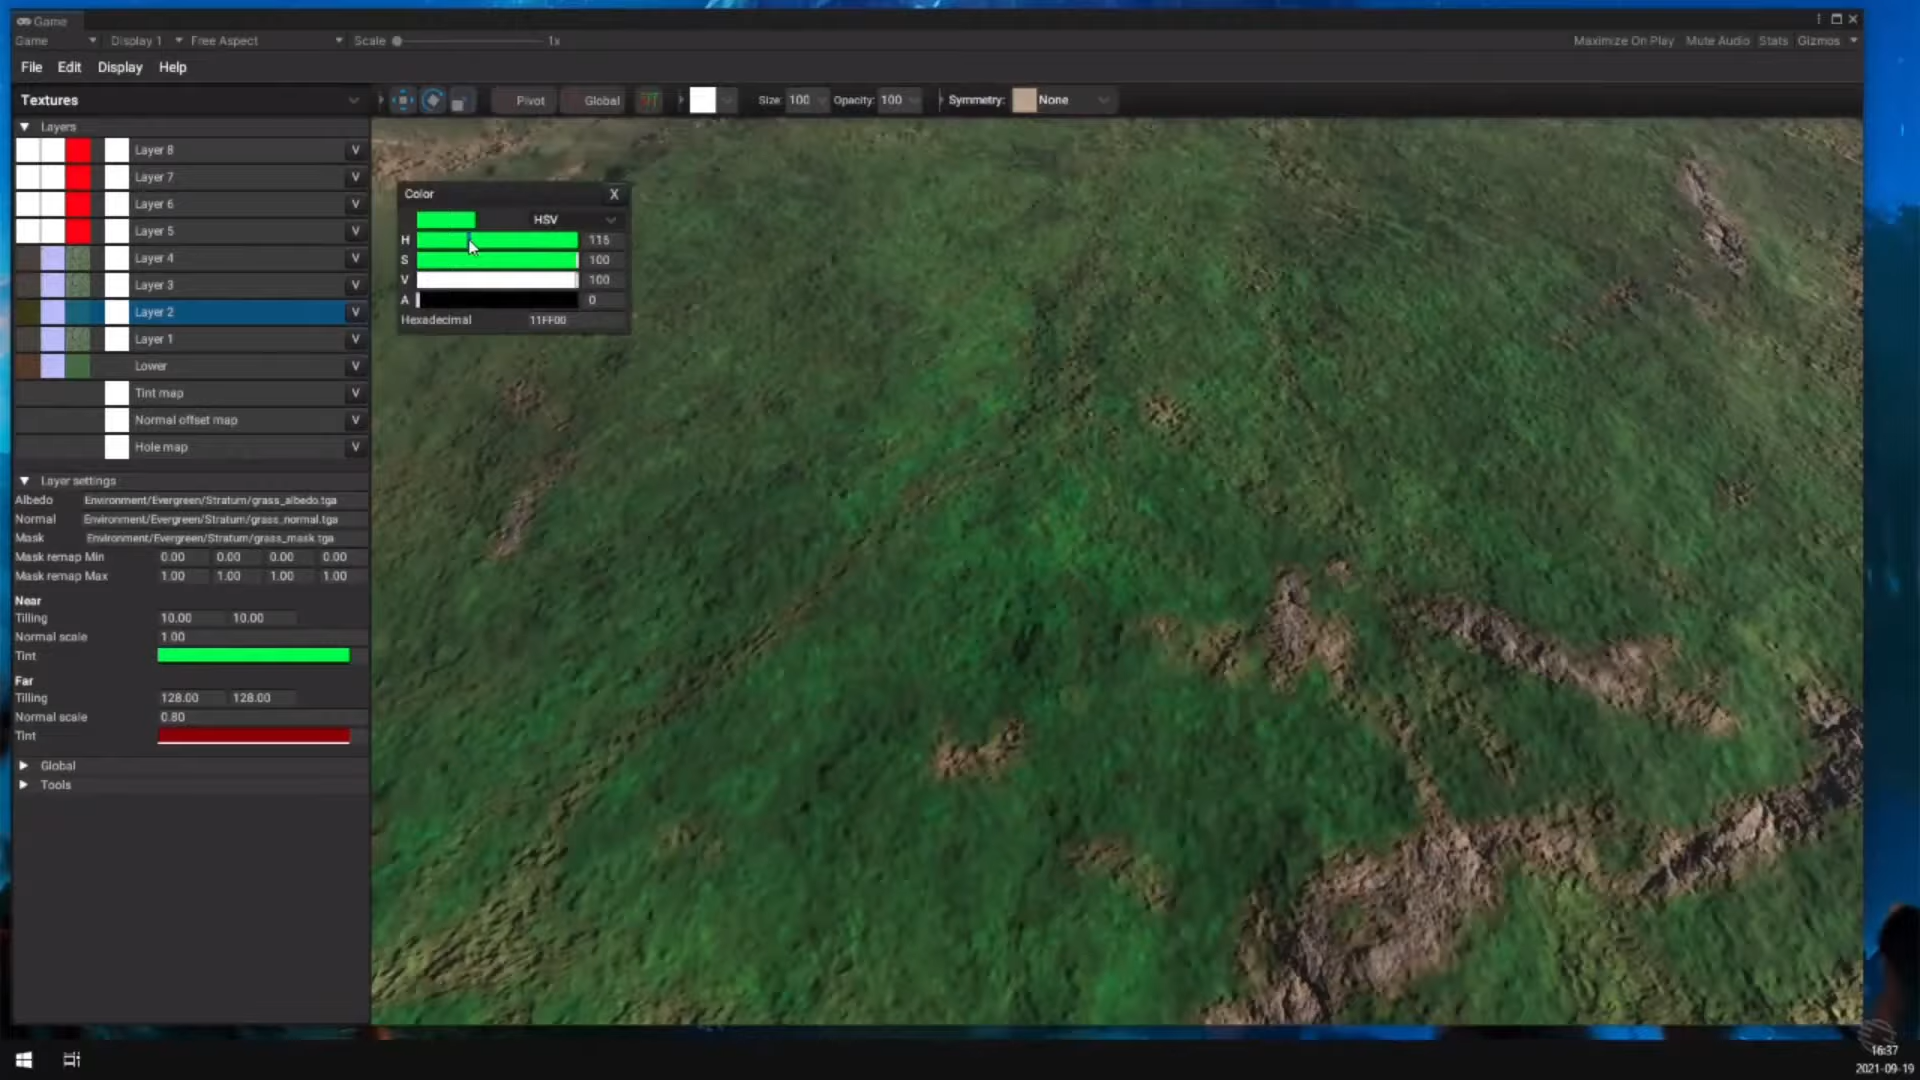 Game
Game Display 1 Free Aspect Scale 1x Maximize On Play Mute Audio Stats Gizmos
File Edit Display Help
Textures Pivot Global Size: 100 Opacity: 100 Symmetry: None
Layers
Layer 8 V
Layer 7 V
Layer 6 V
Layer 5 V
Layer 4 V
Layer 3 V
Layer 2 V
Layer 1 V
Lower V
Tint map V
Normal offset map V
Hole map V
Color X
HSV
H 115
S 100
V 100
A 0
Hexadecimal 11FF00
Layer settings
Albedo Environment/Evergreen/Stratum/grass_albedo.tga
Normal Environment/Evergreen/Stratum/grass_normal.tga
Mask Environment/Evergreen/Stratum/grass_mask.tga
Mask remap Min 0.00 0.00 0.00 0.00
Mask remap Max 1.00 1.00 1.00 1.00
Near
Tilling 10.00 10.00
Normal scale 1.00
Tint
Far
Tilling 128.00 128.00
Normal scale 0.80
Tint
Global
Tools
16:37
2021-09-19